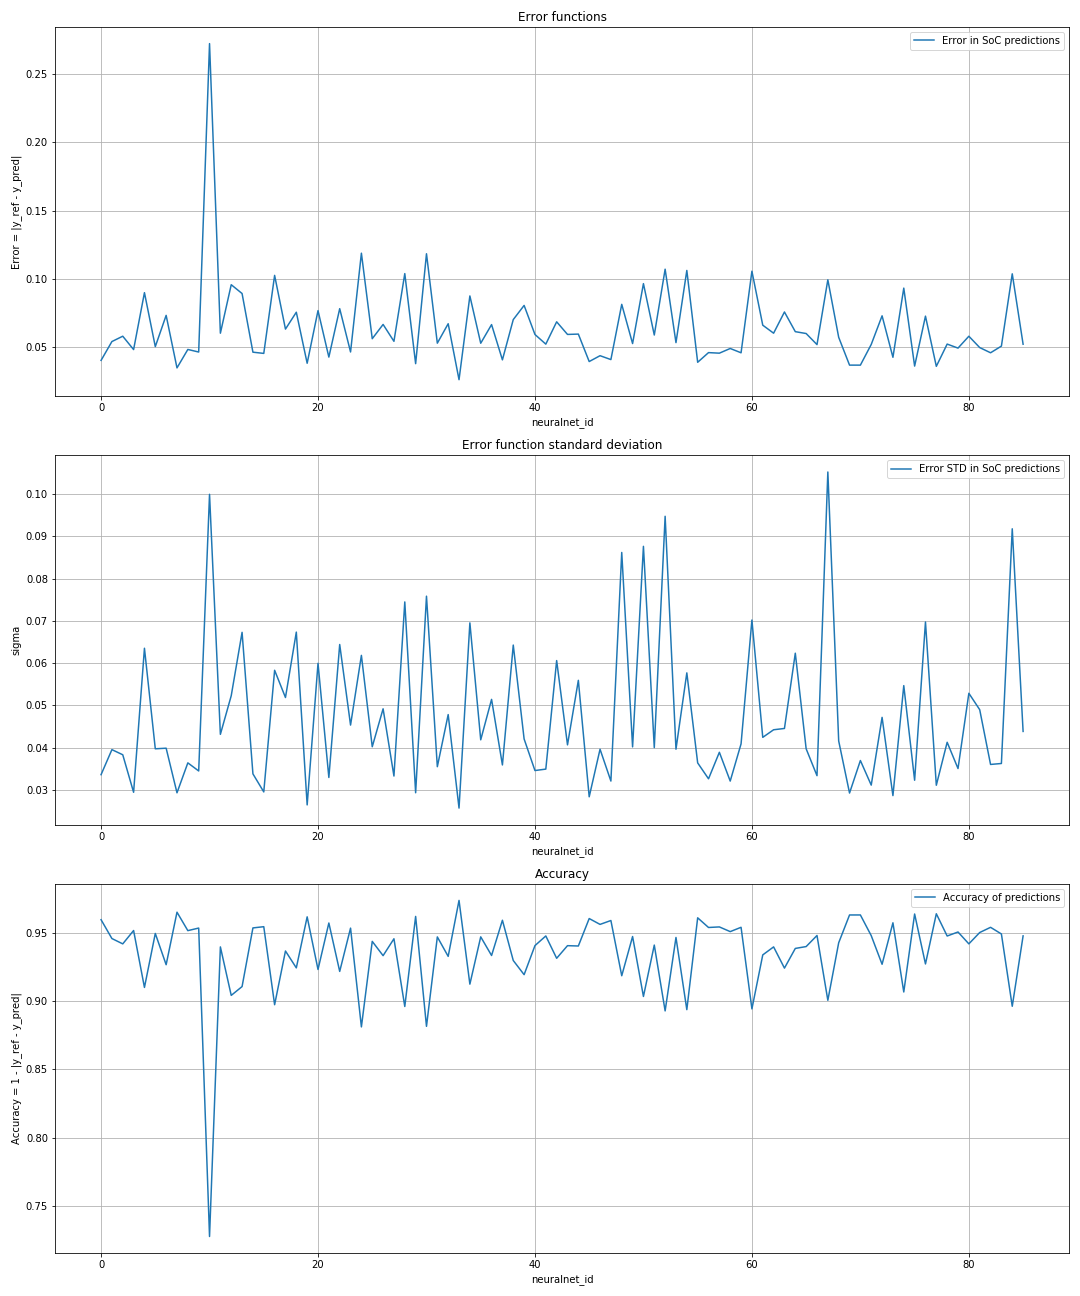 Error functions
Error in SoC predictions
0.25
0.20
0.15
0.10
0.05
Error = |y_ref - y_pred|
0 20 40 60 80
neuralnet_id
Error function standard deviation
Error STD in SoC predictions
0.10
0.09
0.08
0.07
0.06
0.05
0.04
0.03
sigma
0 20 40 60 80
neuralnet_id
Accuracy
Accuracy of predictions
0.95
0.90
0.85
0.80
0.75
Accuracy = 1 - |y_ref - y_pred|
0 20 40 60 80
neuralnet_id